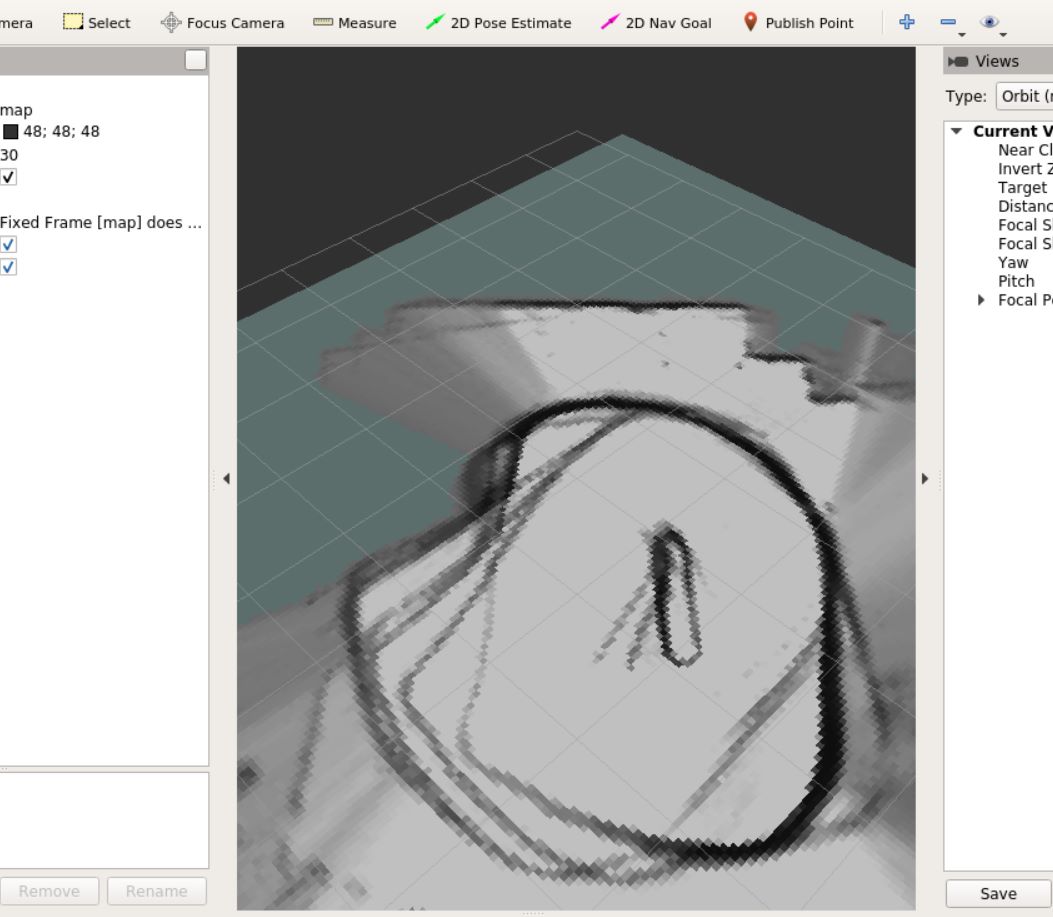 mera Select Focus Camera Measure 2D Pose Estimate 2D Nav Goal Publish Point
Views
Type: Orbit (r
map
48; 48; 48
30
Fixed Frame [map] does ...
Current V
Near Cl
Invert Z
Target
Distanc
Focal S
Focal S
Yaw
Pitch
Focal P
Remove Rename
Save